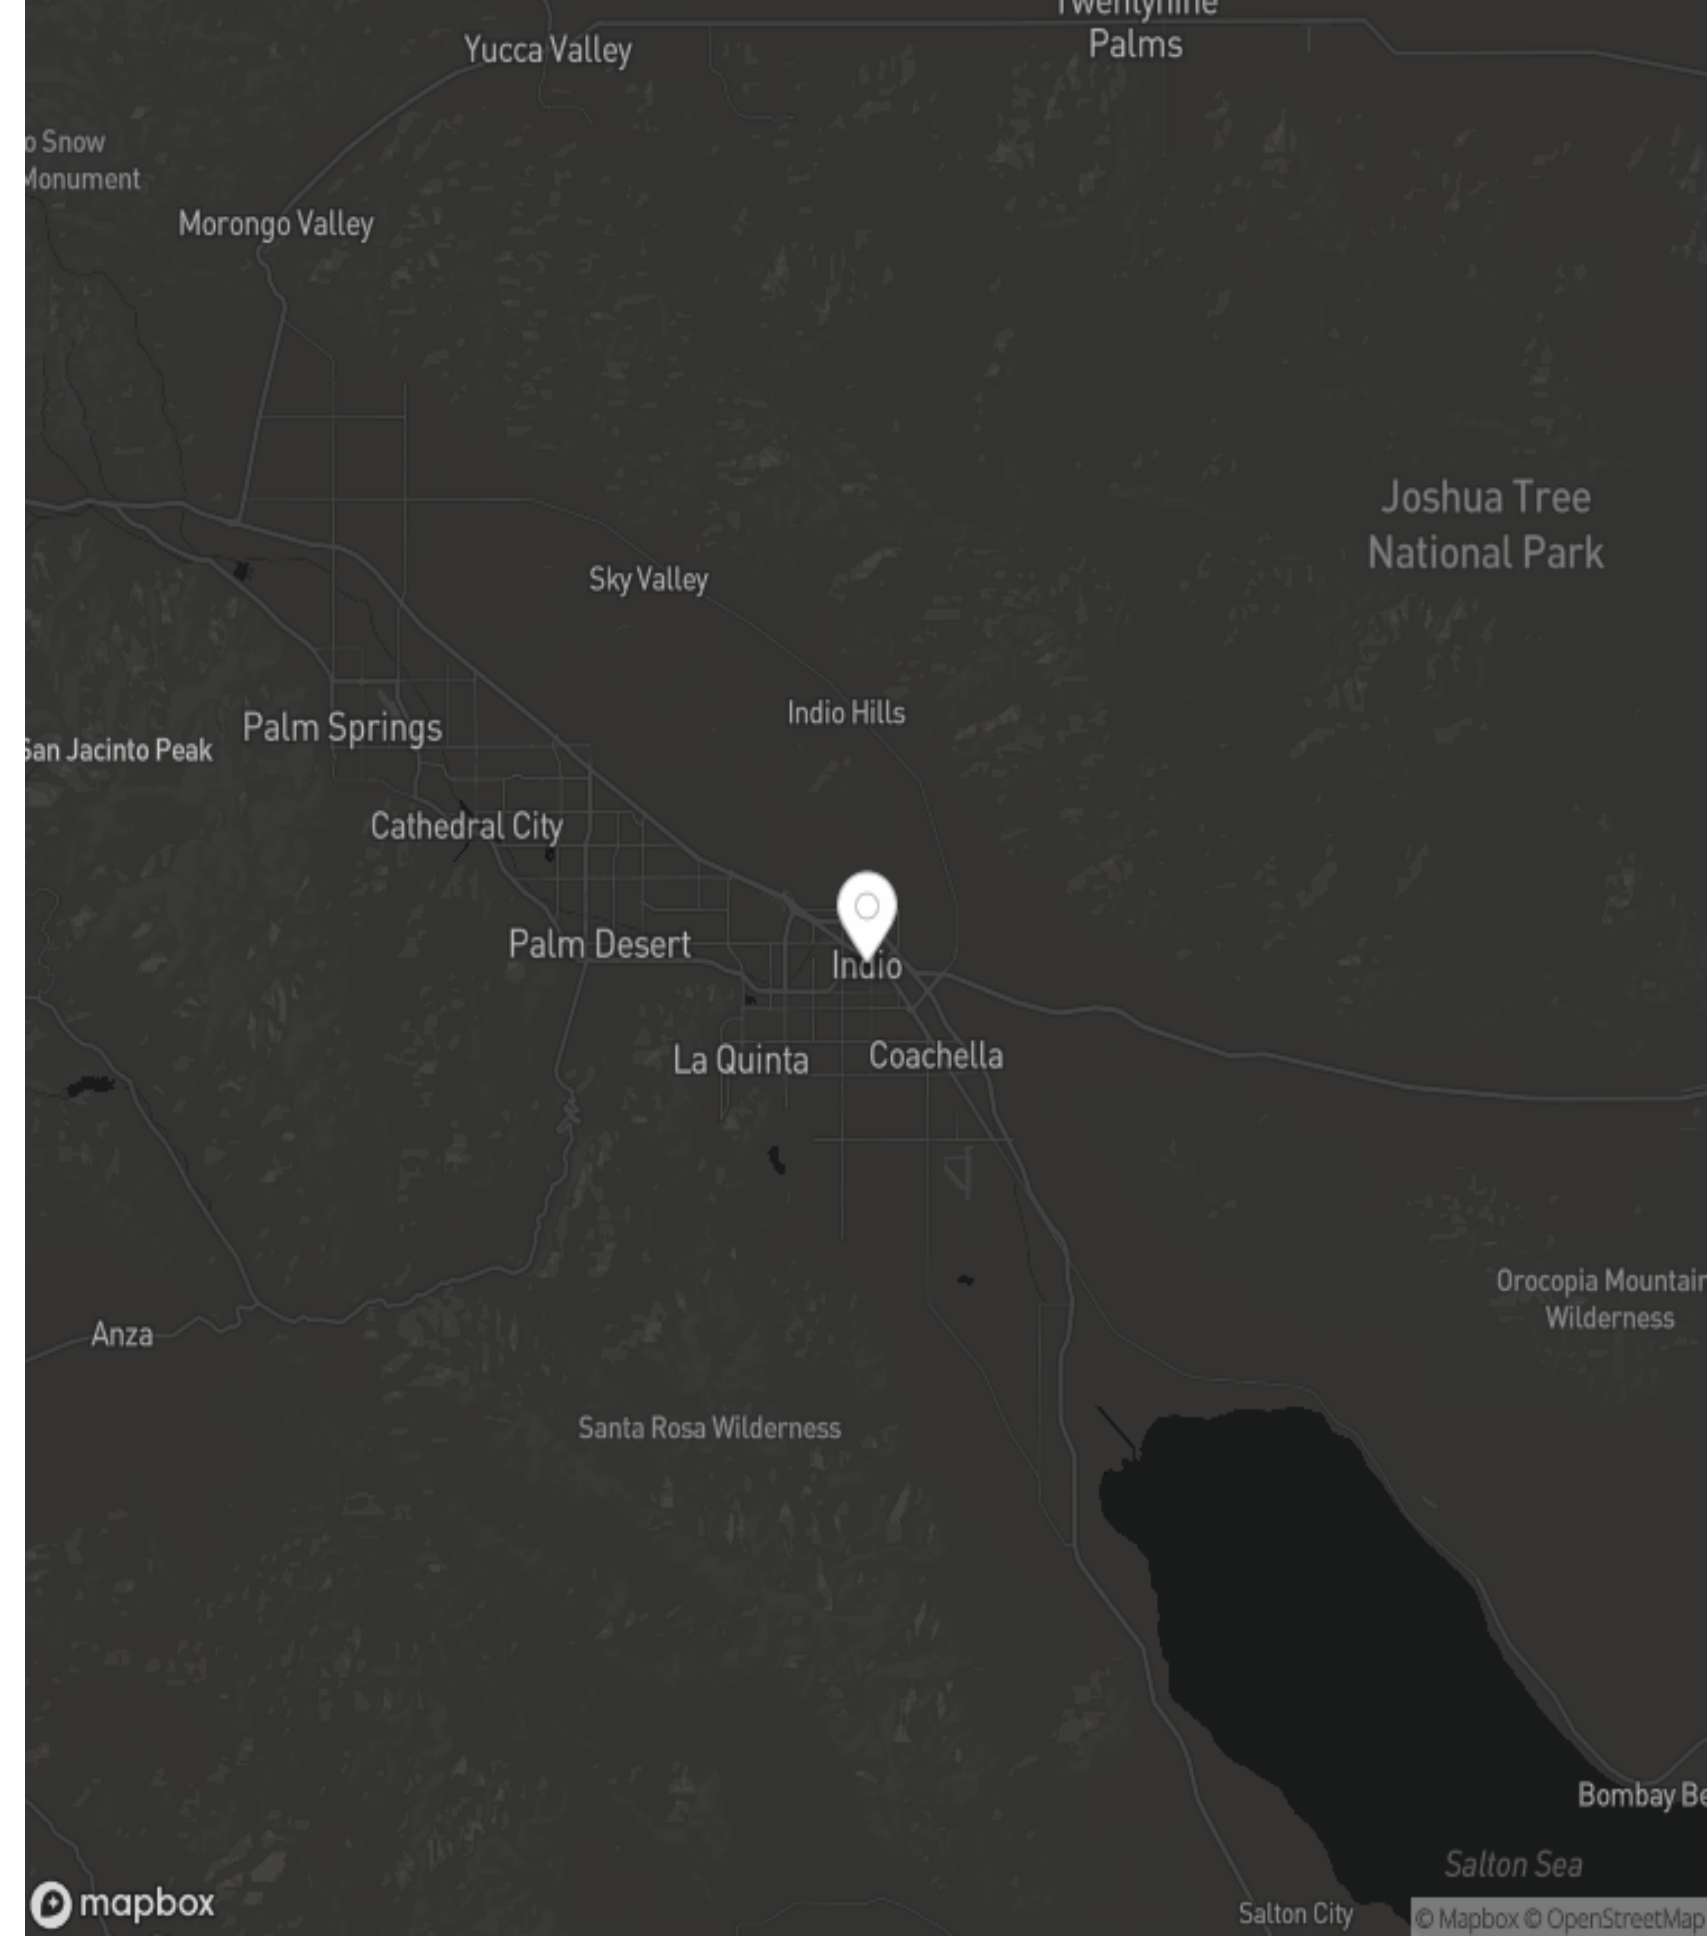 Twentynine
Palms
Yucca Valley
o Snow
Monument
Morongo Valley
Joshua Tree
National Park
Sky Valley
Indio Hills
Palm Springs
San Jacinto Peak
Cathedral City
Palm Desert
Indio
La Quinta
Coachella
Orocopia Mountain
Wilderness
Anza
Santa Rosa Wilderness
Bombay Be
Salton Sea
Salton City
mapbox
© Mapbox © OpenStreetMap